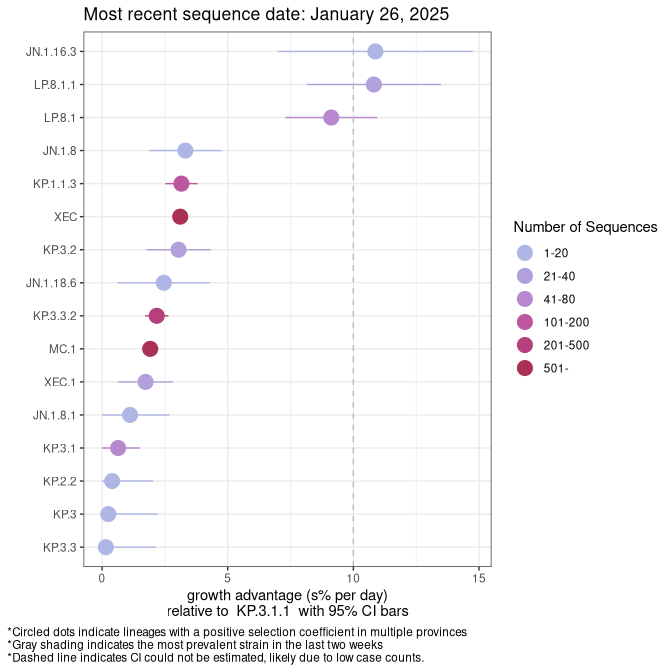 Most recent sequence date: January 26, 2025
JN.1.16.3
LP.8.1.1
LP.8.1
JN.1.8
KP.1.1.3
XEC
KP.3.2
JN.1.18.6
KP.3.3.2
MC.1
XEC.1
JN.1.8.1
KP.3.1
KP.2.2
KP.3
KP.3.3
0 5 10 15
growth advantage (s% per day)
relative to KP.3.1.1 with 95% CI bars
Number of Sequences
1-20
21-40
41-80
101-200
201-500
501-
*Circled dots indicate lineages with a positive selection coefficient in multiple provinces
*Gray shading indicates the most prevalent strain in the last two weeks
*Dashed line indicates CI could not be estimated, likely due to low case counts.